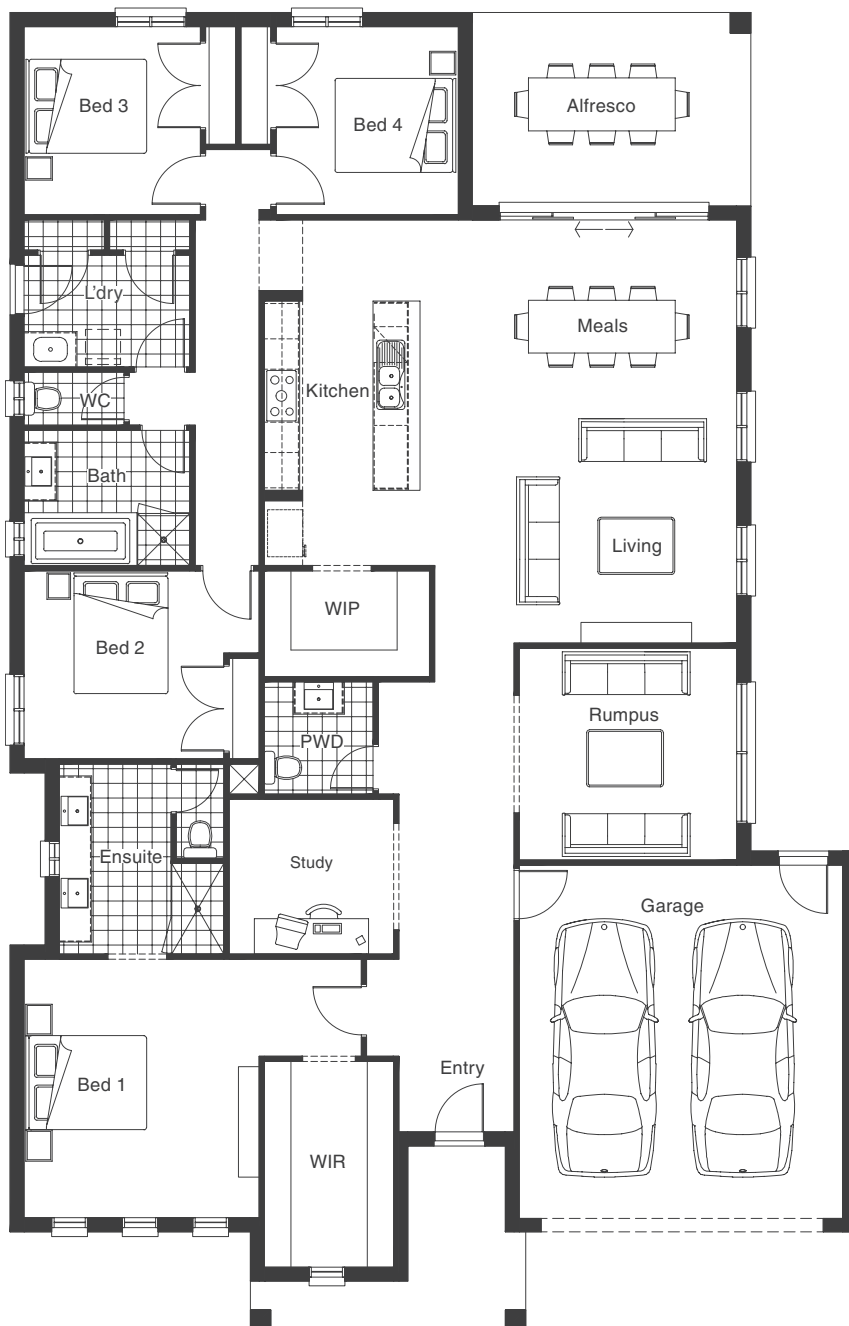 Bed 3
Bed 4
Alfresco
L'dry
Meals
WC
Kitchen
Bath
Living
WIP
Bed 2
Rumpus
PWD
Ensuite
Study
Garage
Entry
Bed 1
WIR